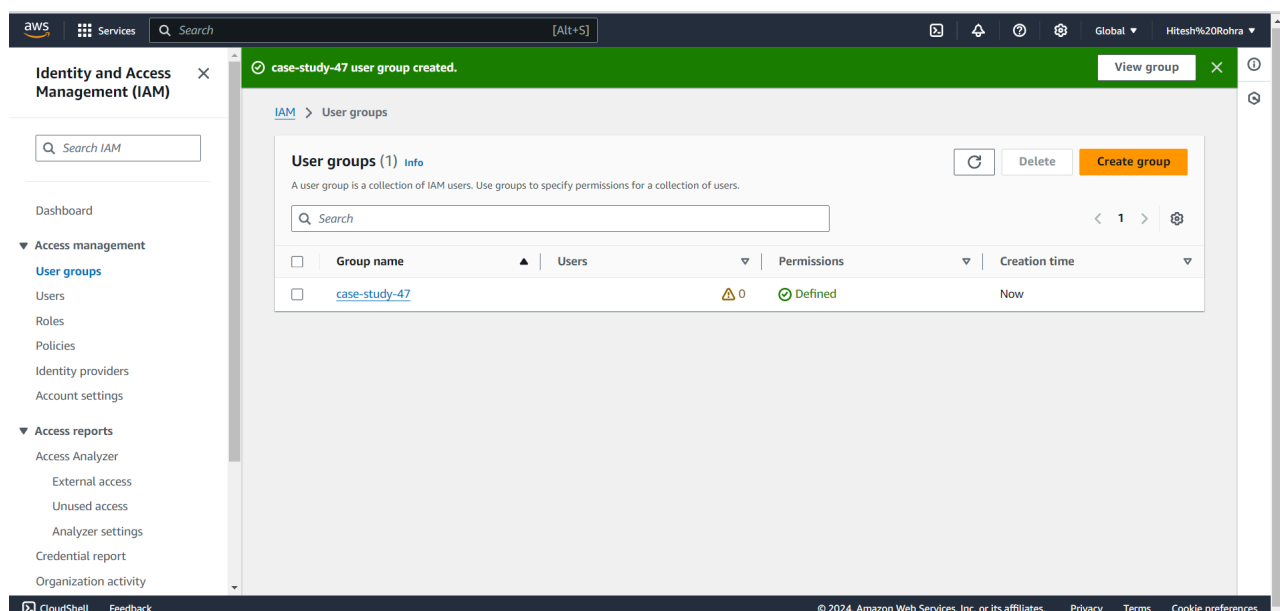 aws Services Search [Alt+S] Global Hitesh%20Rohra
Identity and Access
Management (IAM)
Search IAM
Dashboard
Access management
User groups
Users
Roles
Policies
Identity providers
Account settings
Access reports
Access Analyzer
External access
Unused access
Analyzer settings
Credential report
Organization activity
case-study-47 user group created. View group
IAM > User groups
User groups (1) Info Delete Create group
A user group is a collection of IAM users. Use groups to specify permissions for a collection of users.
Search 1
Group name Users Permissions Creation time
case-study-47 0 Defined Now
CloudShell Feedback © 2024, Amazon Web Services, Inc. or its affiliates. Privacy Terms Cookie preferences